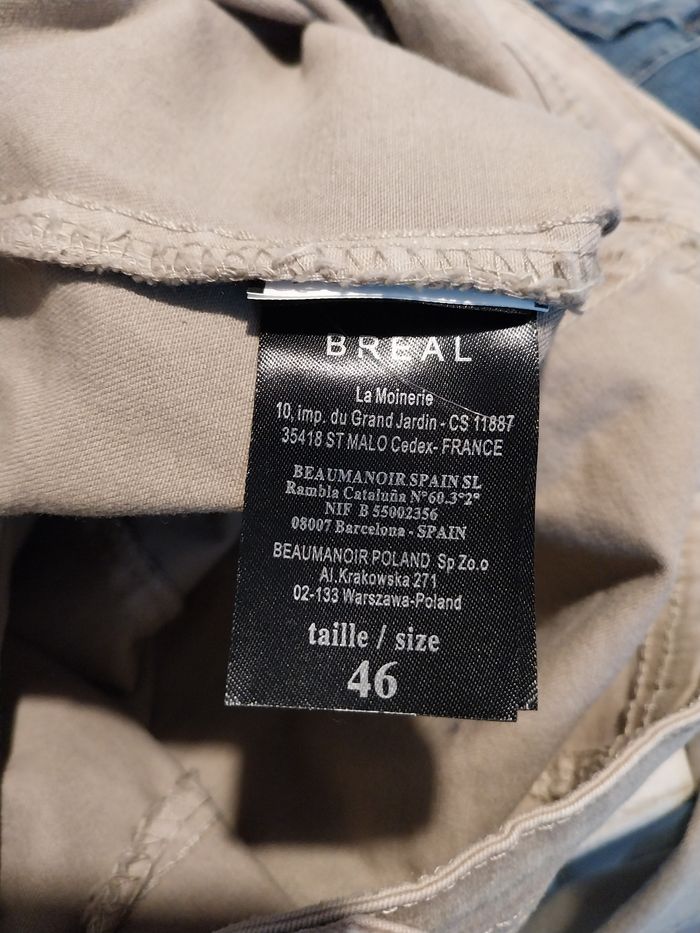 BREAL
La Moinerie
10, imp. du Grand Jardin - CS 11887
35418 ST MALO Cedex- FRANCE
BEAUMANOIR SPAIN SL
Rambla Cataluña N°60.3°2ª
NIF B 55002356
08007 Barcelona - SPAIN
BEAUMANOIR POLAND Sp Zo.o
Al.Krakowska 271
02-133 Warszawa-Poland
taille / size
46